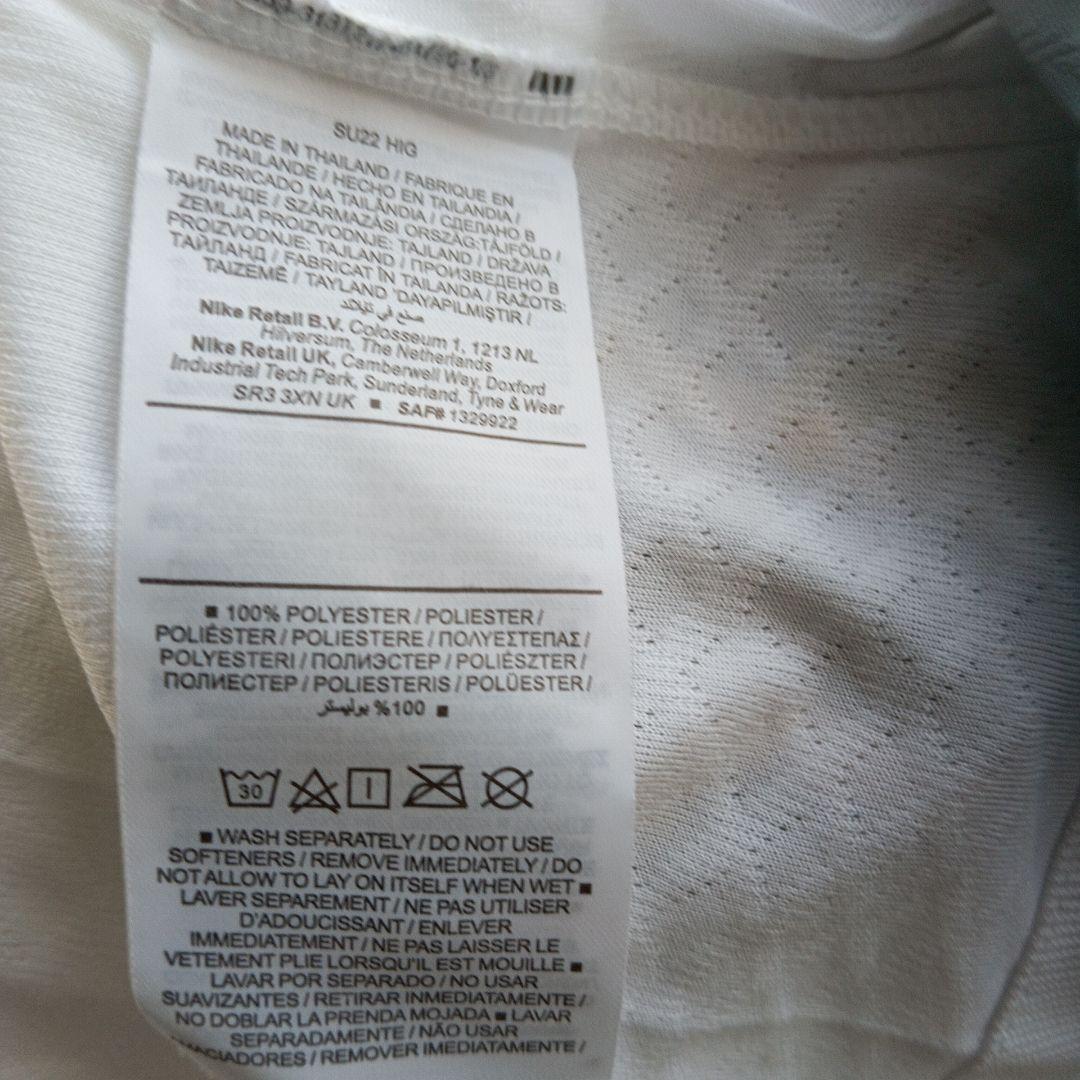 SU22 HIG
MADE IN THAILAND / FABRIQUE EN
THAILANDE / HECHO EN TAILANDIA /
FABRICADO NA TAILÂNDIA / СДЕЛАНО В
ТАИЛАНДЕ / SZÁRMAZÁSI ORSZÁG:TÁJFÖLD /
ZEMLJA PROIZVODNJE: TAJLAND / DRŽAVA
PROIZVODNJE: TAJLAND / ПРОИЗВЕДЕНО В
ТАЙЛАНД / FABRICAT ÎN TAILANDA / RAŽOTS:
TAIZEMĒ / TAYLAND 'DAYAPILMIŞTIR /
صنع في تايلاند
Nike Retail B.V. Colosseum 1, 1213 NL
Hilversum, The Netherlands
Nike Retail UK, Camberwell Way, Doxford
Industrial Tech Park, Sunderland, Tyne & Wear
SR3 3XN UK ■ SAF# 1329922
■ 100% POLYESTER / POLIESTER /
POLIÉSTER / POLIESTERE / ΠΟΛΥΕΣΤΕΠΑΣ /
POLYESTERI / ПОЛИЭСТЕР / POLIÉSZTER /
ПОЛИЕСТЕР / POLIESTERIS / POLÜESTER /
%100 بوليستر ■
30
■ WASH SEPARATELY / DO NOT USE
SOFTENERS / REMOVE IMMEDIATELY / DO
NOT ALLOW TO LAY ON ITSELF WHEN WET ■
LAVER SEPAREMENT / NE PAS UTILISER
D'ADOUCISSANT / ENLEVER
IMMEDIATEMENT / NE PAS LAISSER LE
VETEMENT PLIE LORSQU'IL EST MOUILLE ■
LAVAR POR SEPARADO / NO USAR
SUAVIZANTES / RETIRAR INMEDIATAMENTE /
NO DOBLAR LA PRENDA MOJADA ■ LAVAR
SEPARADAMENTE / NÃO USAR
/ REMOVER IMEDIATAMENTE /